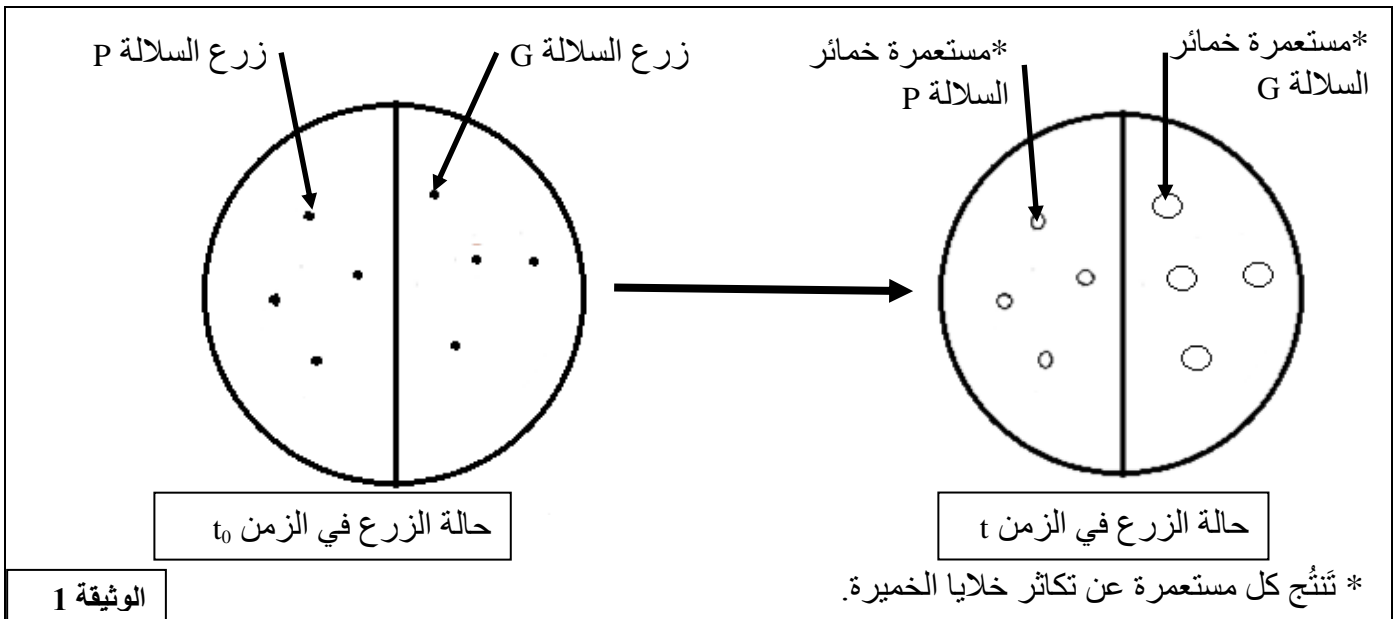 زرع السلالة P
زرع السلالة G
*مستعمرة خمائر
السلالة P
*مستعمرة خمائر
السلالة G
حالة الزرع في الزمن t₀
حالة الزرع في الزمن t
* تَنتُج كل مستعمرة عن تكاثر خلايا الخميرة.
الوثيقة 1